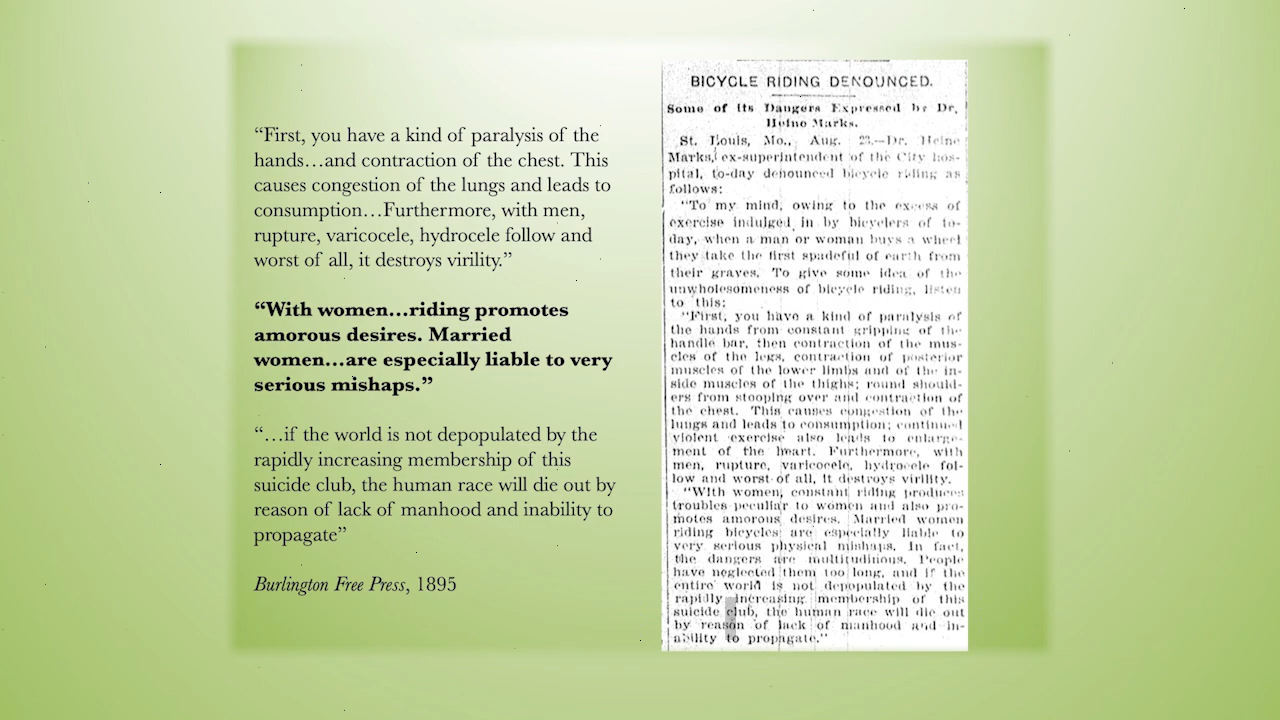 “First, you have a kind of paralysis of the
hands…and contraction of the chest. This
causes congestion of the lungs and leads to
consumption…Furthermore, with men,
rupture, varicocele, hydrocele follow and
worst of all, it destroys virility.”
“With women…riding promotes
amorous desires. Married
women…are especially liable to very
serious mishaps.”
“…if the world is not depopulated by the
rapidly increasing membership of this
suicide club, the human race will die out by
reason of lack of manhood and inability to
propagate”
Burlington Free Press, 1895
BICYCLE RIDING DENOUNCED.
Some of its Dangers Expressed by Dr.
Heine Marks.
St. Louis, Mo., Aug. 23.—Dr. Heine
Marks, ex-superintendent of the City hos-
pital, to-day denounced bicycle riding as
follows:
“To my mind, owing to the excess of
exercise indulged in by bicyclers of to-
day, when a man or woman buys a wheel
they take the first spadeful of earth from
their graves. To give some idea of the
unwholesomeness of bicycle riding, listen
to this:
“First, you have a kind of paralysis of
the hands from constant gripping of the
handle bar, then contraction of the mus-
cles of the legs, contraction of posterior
muscles of the lower limbs and of the in-
side muscles of the thighs; round should-
ers from stooping over and contraction of
the chest. This causes congestion of the
lungs and leads to consumption; continued
violent exercise also leads to enlarge-
ment of the heart. Furthermore, with
men, rupture, varicocele, hydrocele fol-
low and worst of all, it destroys virility.
“With women, constant riding produces
troubles peculiar to women and also pro-
motes amorous desires. Married women
riding bicycles are especially liable to
very serious physical mishaps. In fact,
the dangers are multitudinous. People
have neglected them too long, and if the
entire world is not depopulated by the
rapidly increasing membership of this
suicide club, the human race will die out
by reason of lack of manhood and in-
ability to propagate.”